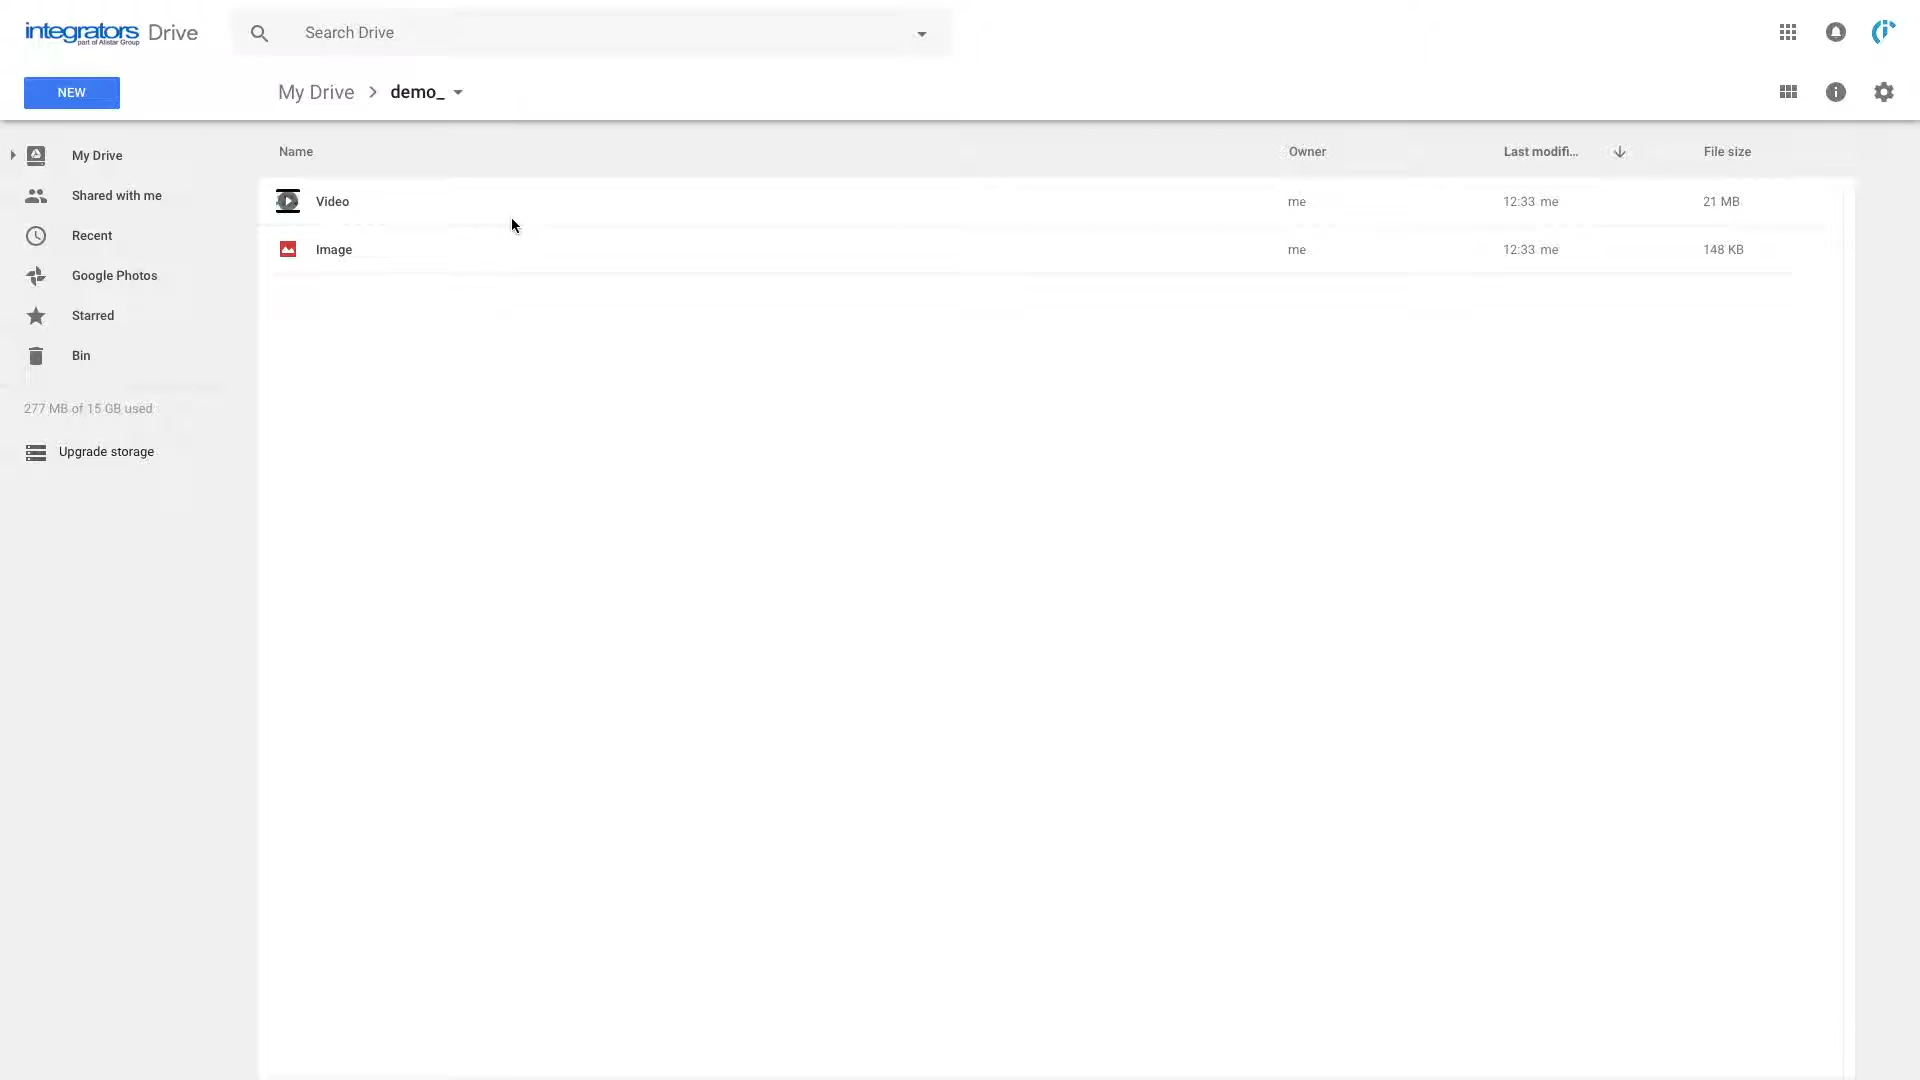 integrators Drive
part of Alistar Group
Search Drive
NEW
My Drive > demo_
My Drive
Shared with me
Recent
Google Photos
Starred
Bin
277 MB of 15 GB used
Upgrade storage
Name Owner Last modifi... File size
Video me 12:33 me 21 MB
Image me 12:33 me 148 KB